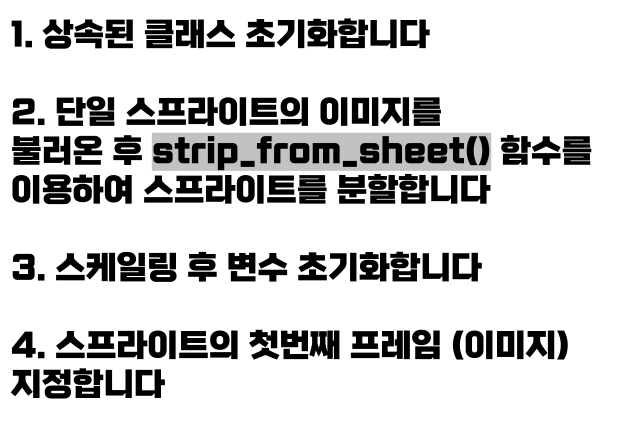 1. 상속된 클래스 초기화합니다
2. 단일 스프라이트의 이미지를
불러온 후 strip_from_sheet() 함수를
이용하여 스프라이트를 분할합니다
3. 스케일링 후 변수 초기화합니다
4. 스프라이트의 첫번째 프레임 (이미지)
지정합니다